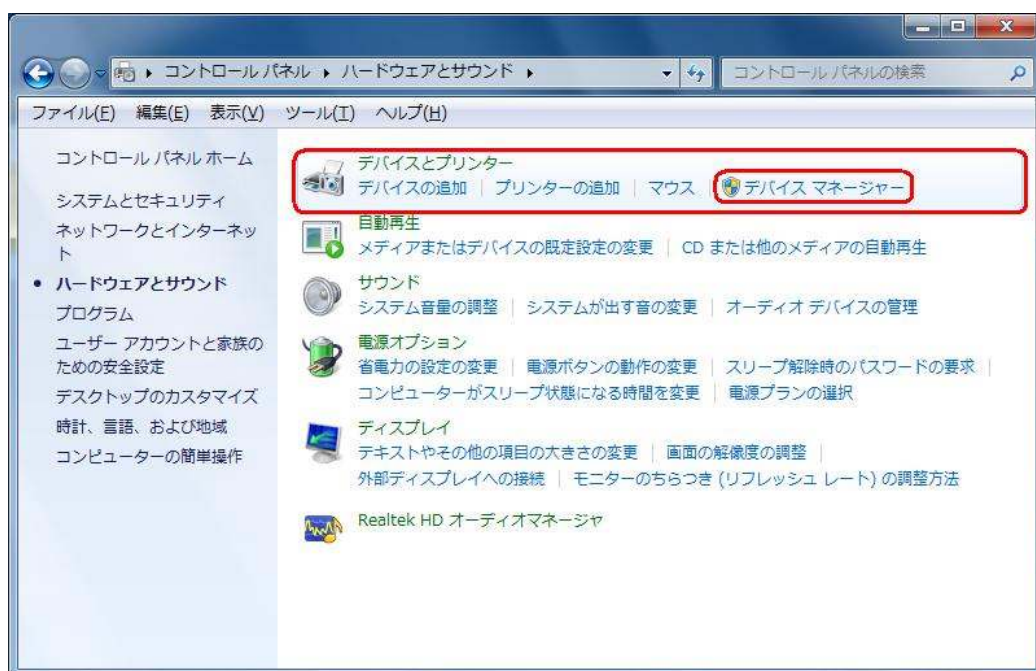 コントロール パネル ▸ ハードウェアとサウンド ▸
コントロール パネルの検索
ファイル(F) 編集(E) 表示(V) ツール(T) ヘルプ(H)
コントロール パネル ホーム
システムとセキュリティ
ネットワークとインターネッ
ト
• ハードウェアとサウンド
プログラム
ユーザー アカウントと家族の
ための安全設定
デスクトップのカスタマイズ
時計、言語、および地域
コンピューターの簡単操作
デバイスとプリンター
デバイスの追加 | プリンターの追加 | マウス | デバイス マネージャー
自動再生
メディアまたはデバイスの既定設定の変更 | CD または他のメディアの自動再生
サウンド
システム音量の調整 | システムが出す音の変更 | オーディオ デバイスの管理
電源オプション
省電力の設定の変更 | 電源ボタンの動作の変更 | スリープ解除時のパスワードの要求 |
コンピューターがスリープ状態になる時間を変更 | 電源プランの選択
ディスプレイ
テキストやその他の項目の大きさの変更 | 画面の解像度の調整 |
外部ディスプレイへの接続 | モニターのちらつき (リフレッシュ レート) の調整方法
Realtek HD オーディオマネージャ